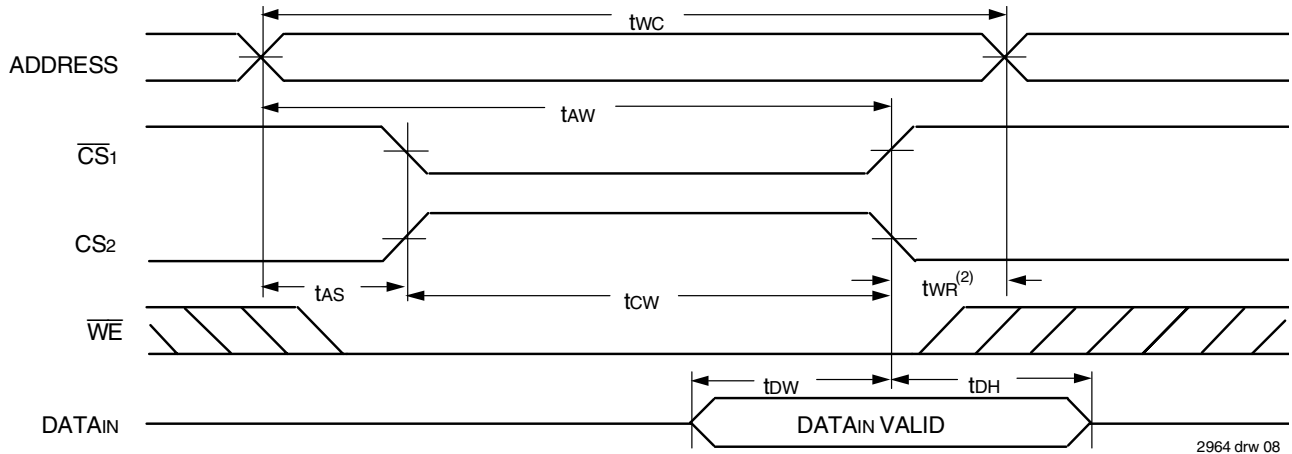 tWC
ADDRESS
tAW
CS1
CS2
tAS
tCW
tWR(2)
WE
tDW
tDH
DATAIN
DATAIN VALID
2964 drw 08